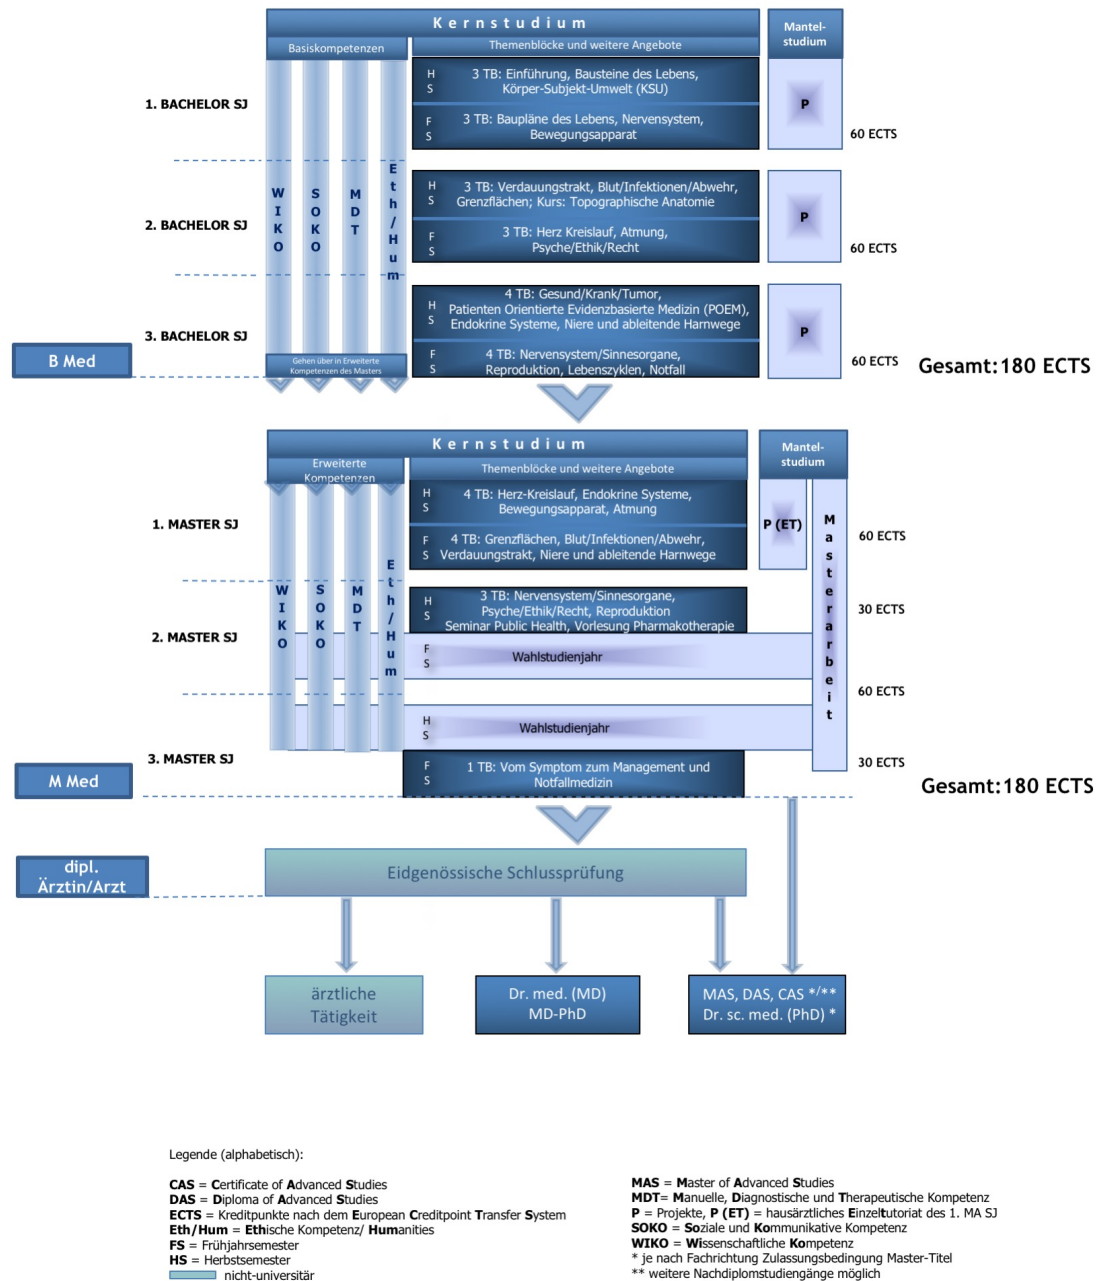 Kernstudium
Mantel-
studium
Basiskompetenzen
Themenblöcke und weitere Angebote
1. BACHELOR SJ
HS
3 TB: Einführung, Bausteine des Lebens,
Körper-Subjekt-Umwelt (KSU)
P
FS
3 TB: Baupläne des Lebens, Nervensystem,
Bewegungsapparat
60 ECTS
WIKO
SOKO
MDT
Eth/Hum
2. BACHELOR SJ
HS
3 TB: Verdauungstrakt, Blut/Infektionen/Abwehr,
Grenzflächen; Kurs: Topographische Anatomie
P
FS
3 TB: Herz Kreislauf, Atmung,
Psyche/Ethik/Recht
60 ECTS
3. BACHELOR SJ
HS
4 TB: Gesund/Krank/Tumor,
Patienten Orientierte Evidenzbasierte Medizin (POEM),
Endokrine Systeme, Niere und ableitende Harnwege
P
B Med
Gehen über in Erweiterte
Kompetenzen des Masters
FS
4 TB: Nervensystem/Sinnesorgane,
Reproduktion, Lebenszyklen, Notfall
60 ECTS
Gesamt:180 ECTS
Kernstudium
Mantel-
studium
Erweiterte
Kompetenzen
Themenblöcke und weitere Angebote
1. MASTER SJ
HS
4 TB: Herz-Kreislauf, Endokrine Systeme,
Bewegungsapparat, Atmung
P (ET)
Masterarbeit
FS
4 TB: Grenzflächen, Blut/Infektionen/Abwehr,
Verdauungstrakt, Niere und ableitende Harnwege
60 ECTS
WIKO
SOKO
MDT
Eth/Hum
2. MASTER SJ
HS
3 TB: Nervensystem/Sinnesorgane,
Psyche/Ethik/Recht, Reproduktion
Seminar Public Health, Vorlesung Pharmakotherapie
30 ECTS
FS
Wahlstudienjahr
60 ECTS
HS
Wahlstudienjahr
3. MASTER SJ
FS
1 TB: Vom Symptom zum Management und
Notfallmedizin
30 ECTS
M Med
Gesamt:180 ECTS
dipl.
Ärztin/Arzt
Eidgenössische Schlussprüfung
ärztliche
Tätigkeit
Dr. med. (MD)
MD-PhD
MAS, DAS, CAS */**
Dr. sc. med. (PhD) *
Legende (alphabetisch):
CAS = Certificate of Advanced Studies
DAS = Diploma of Advanced Studies
ECTS = Kreditpunkte nach dem European Creditpoint Transfer System
Eth/Hum = Ethische Kompetenz/ Humanities
FS = Frühjahrsemester
HS = Herbstsemester
nicht-universitär
MAS = Master of Advanced Studies
MDT= Manuelle, Diagnostische und Therapeutische Kompetenz
P = Projekte, P (ET) = hausärztliches Einzeltutoriat des 1. MA SJ
SOKO = Soziale und Kommunikative Kompetenz
WIKO = Wissenschaftliche Kompetenz
* je nach Fachrichtung Zulassungsbedingung Master-Titel
** weitere Nachdiplomstudiengänge möglich